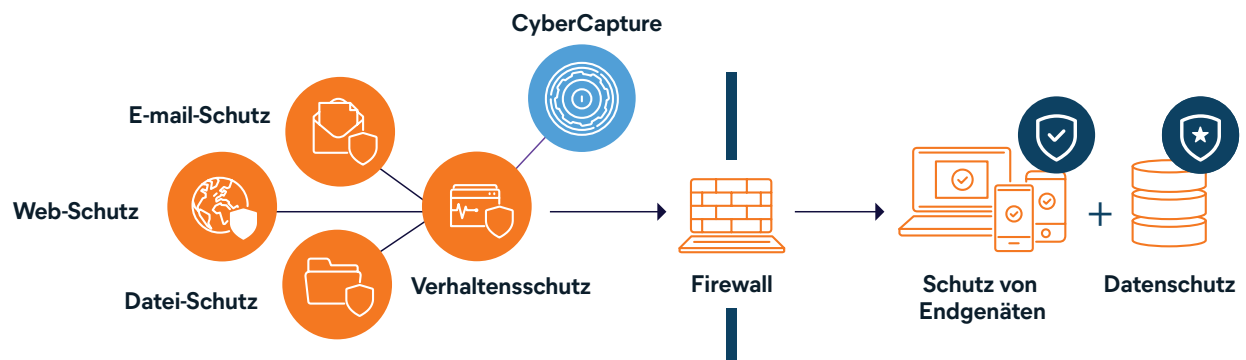 CyberCapture
E-mail-Schutz
Web-Schutz
Datei-Schutz
Verhaltensschutz
Firewall
Schutz von
Endgenäten
Datenschutz